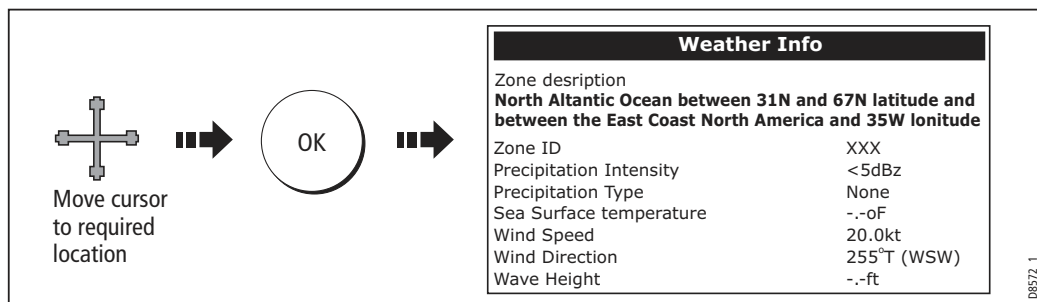 Move cursor
to required
location
OK
Weather Info
Zone desription
North Altantic Ocean between 31N and 67N latitude and
between the East Coast North America and 35W lonitude
Zone ID XXX
Precipitation Intensity <5dBz
Precipitation Type None
Sea Surface temperature -.-oF
Wind Speed 20.0kt
Wind Direction 255°T (WSW)
Wave Height -.-ft
D8572_1